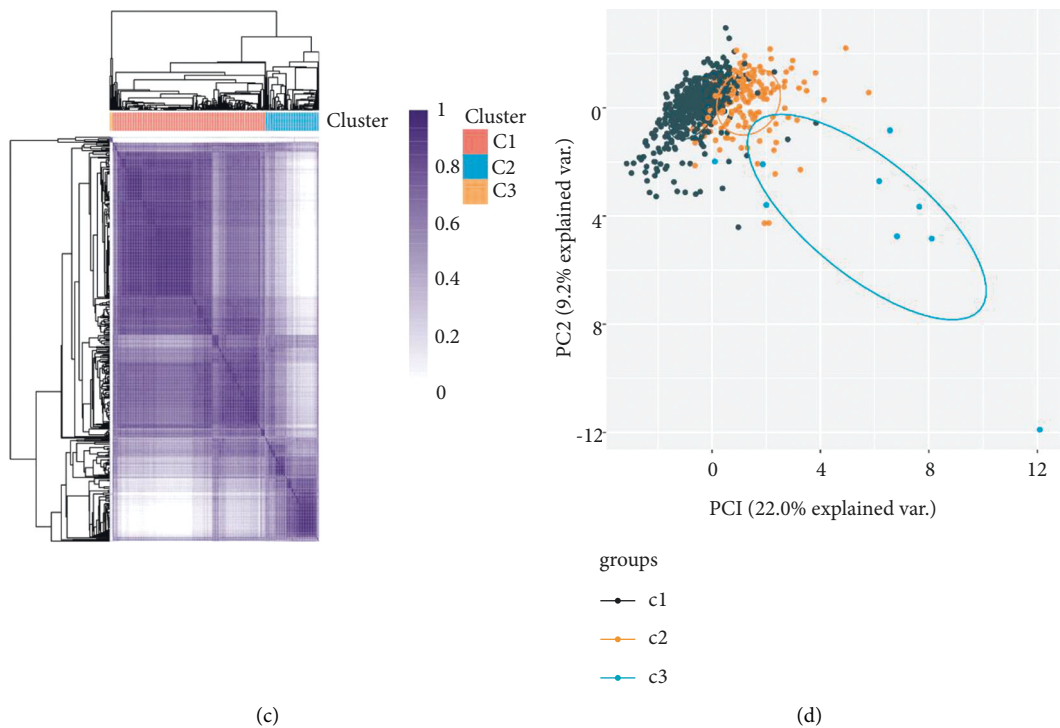 Cluster
1
0.8
0.6
0.4
0.2
0
Cluster
C1
C2
C3
(c)
PC2 (9.2% explained var.)
0
4
8
-12
0
4
8
12
PCI (22.0% explained var.)
groups
c1
c2
c3
(d)